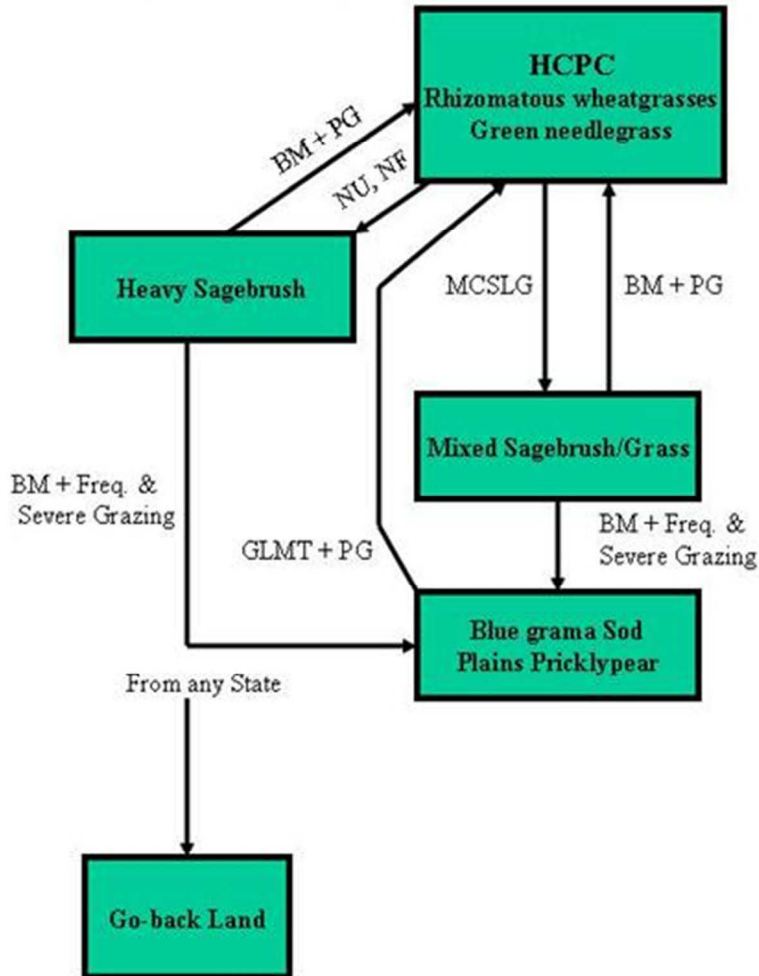 HCPC
Rhizomatous wheatgrasses
Green needlegrass
BM + PG
NU, NF
Heavy Sagebrush
MCSLG
BM + PG
Mixed Sagebrush/Grass
BM + Freq. &
Severe Grazing
BM + Freq. &
Severe Grazing
GLMT + PG
Blue grama Sod
Plains Pricklypear
From any State
Go-back Land